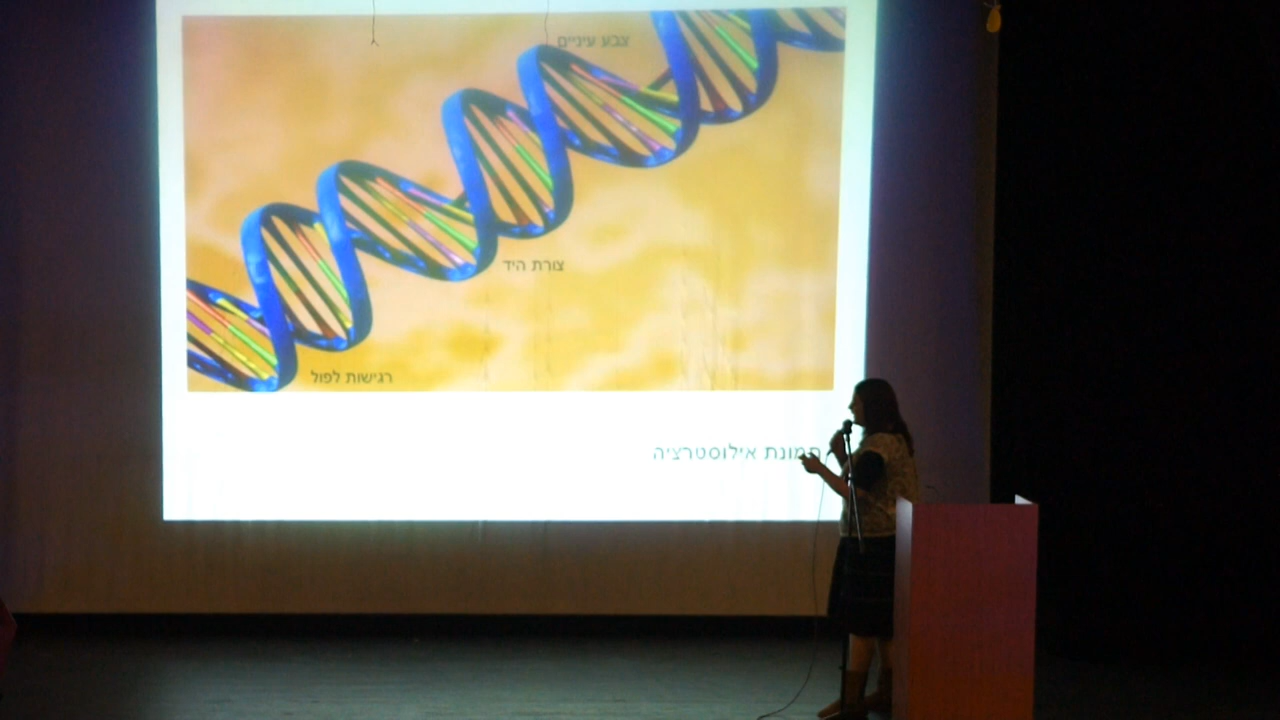 צבע עיניים
צורת היד
רגישות לפול
תמונת אילוסטרציה